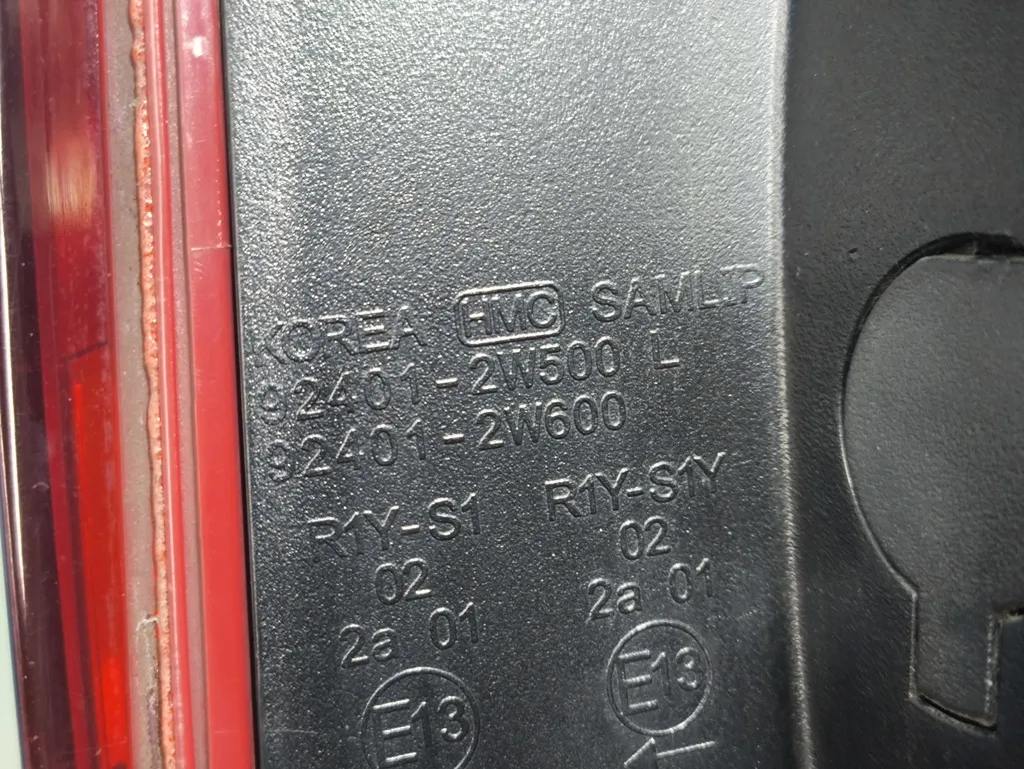 KOREA HMC SAMLIP
92401-2W500 L
92401-2W600
R1Y-S1 R1Y-S1Y
02 02
2a 01 2a 01
E13 E13